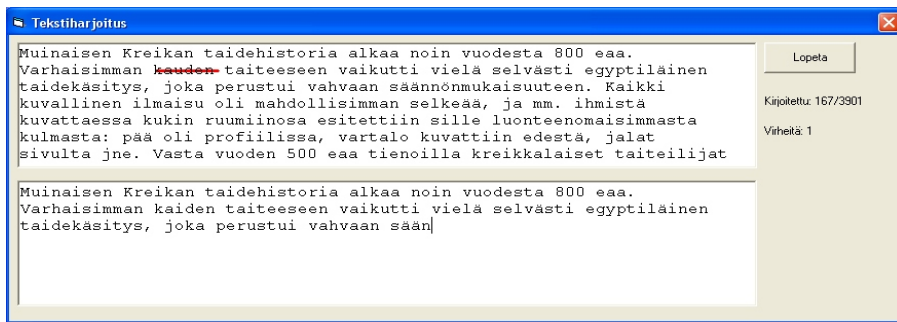 Tekstiharjoitus
Muinaisen Kreikan taidehistoria alkaa noin vuodesta 800 eaa.
Varhaisimman kauden taiteeseen vaikutti vielä selvästi egyptiläinen
taidekäsitys, joka perustui vahvaan säännönmukaisuuteen. Kaikki
kuvallinen ilmaisu oli mahdollisimman selkeää, ja mm. ihmistä
kuvattaessa kukin ruumiinosa esitettiin sille luonteenomaisimmasta
kulmasta: pää oli profiilissa, vartalo kuvattiin edestä, jalat
sivulta jne. Vasta vuoden 500 eaa tienoilla kreikkalaiset taiteilijat
Lopeta
Kirjoitettu: 167/3901
Virheitä: 1
Muinaisen Kreikan taidehistoria alkaa noin vuodesta 800 eaa.
Varhaisimman kaiden taiteeseen vaikutti vielä selvästi egyptiläinen
taidekäsitys, joka perustui vahvaan sään